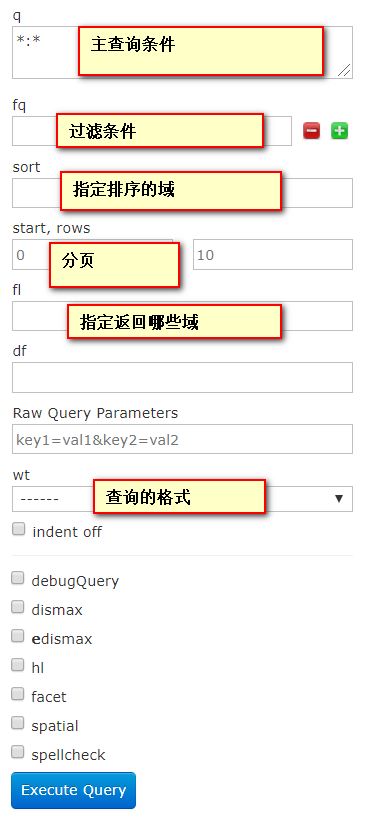 q
*:*
主查询条件
fq
过滤条件
sort
指定排序的域
start, rows
0
分页
10
fl
指定返回哪些域
df
Raw Query Parameters
key1=val1&key2=val2
wt
------
查询的格式
indent off
debugQuery
dismax
edismax
hl
facet
spatial
spellcheck
Execute Query